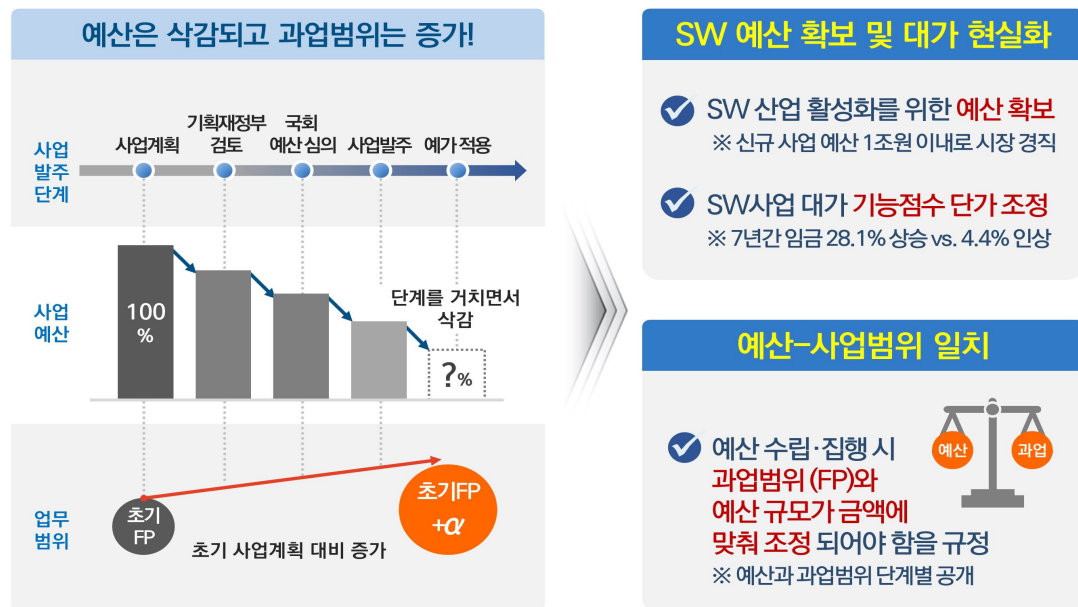 예산은 삭감되고 과업범위는 증가!
사업
발주
단계
사업계획
기획재정부
검토
국회
예산 심의
사업발주
예가 적용
사업
예산
100
%
단계를 거치면서
삭감
?%
업무
범위
초기
FP
초기FP
+α
초기 사업계획 대비 증가
SW 예산 확보 및 대가 현실화
SW 산업 활성화를 위한 예산 확보
※ 신규 사업 예산 1조원 이내로 시장 경직
SW사업 대가 기능점수 단가 조정
※ 7년간 임금 28.1% 상승 vs. 4.4% 인상
예산-사업범위 일치
예산 수립·집행 시
과업범위 (FP)와
예산 규모가 금액에
맞춰 조정 되어야 함을 규정
※ 예산과 과업범위 단계별 공개
예산
과업